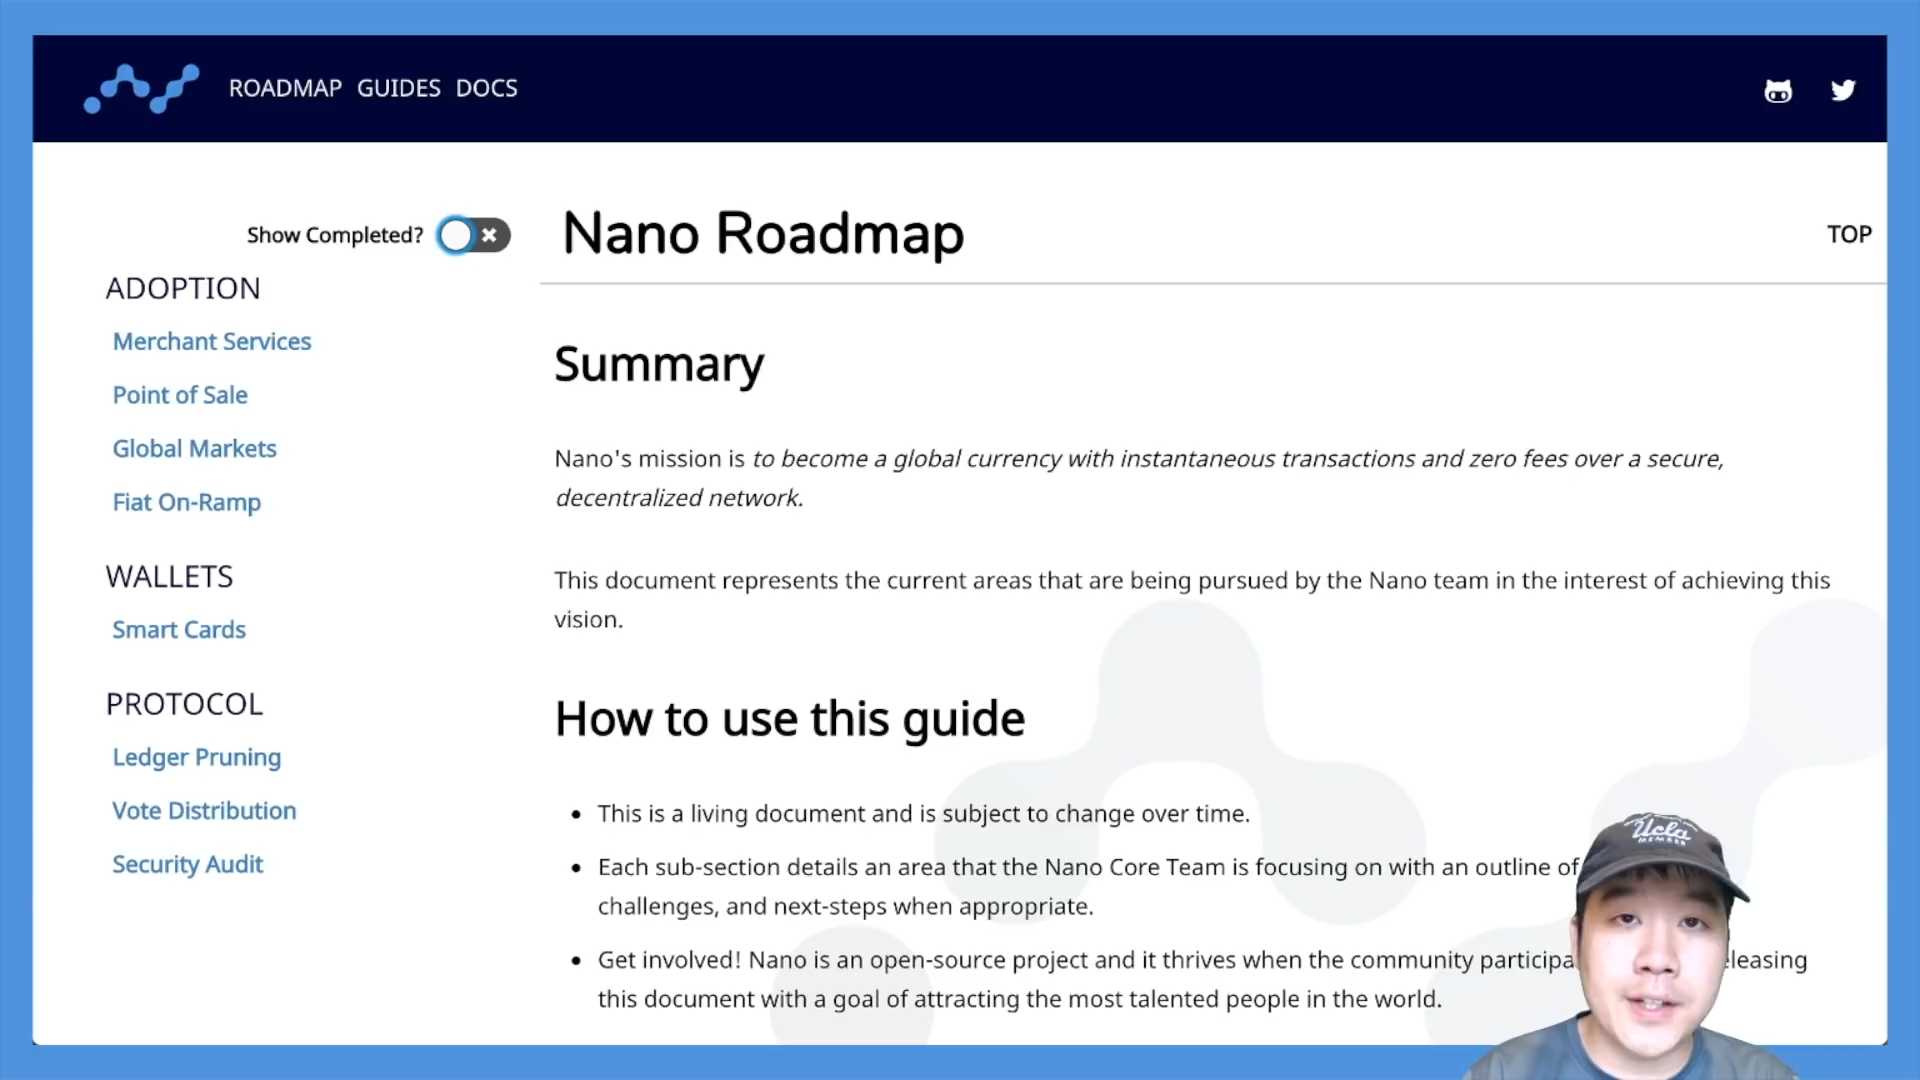 ROADMAP GUIDES DOCS
Show Completed?
Nano Roadmap
TOP
ADOPTION
Merchant Services
Point of Sale
Global Markets
Fiat On-Ramp
WALLETS
Smart Cards
PROTOCOL
Ledger Pruning
Vote Distribution
Security Audit
Summary
Nano's mission is to become a global currency with instantaneous transactions and zero fees over a secure,
decentralized network.
This document represents the current areas that are being pursued by the Nano team in the interest of achieving this
vision.
How to use this guide
• This is a living document and is subject to change over time.
• Each sub-section details an area that the Nano Core Team is focusing on with an outline of
challenges, and next-steps when appropriate.
• Get involved! Nano is an open-source project and it thrives when the community
this document with a goal of attracting the most talented people in the world.
Ucla
MEMBER